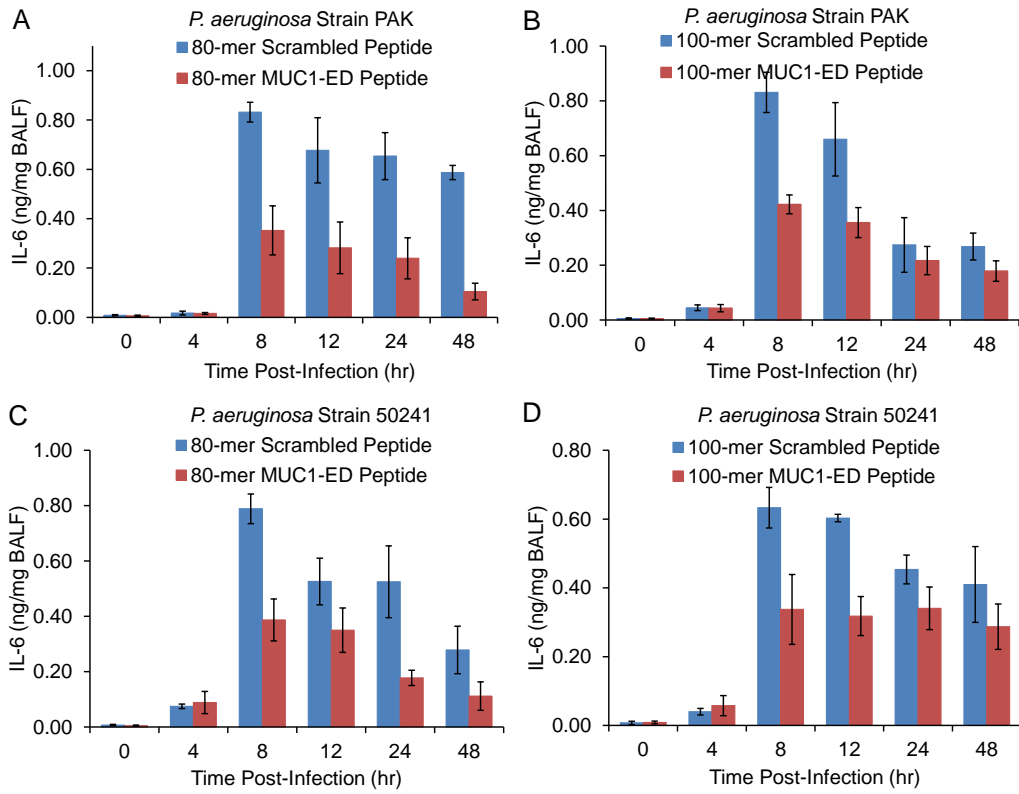 A
P. aeruginosa Strain PAK
80-mer Scrambled Peptide
80-mer MUC1-ED Peptide
IL-6 (ng/mg BALF)
1.00
0.80
0.60
0.40
0.20
0.00
0 4 8 12 24 48
Time Post-Infection (hr)
B
P. aeruginosa Strain PAK
100-mer Scrambled Peptide
100-mer MUC1-ED Peptide
IL-6 (ng/mg BALF)
1.00
0.80
0.60
0.40
0.20
0.00
0 4 8 12 24 48
Time Post-Infection (hr)
C
P. aeruginosa Strain 50241
80-mer Scrambled Peptide
80-mer MUC1-ED Peptide
IL-6 (ng/mg BALF)
1.00
0.80
0.60
0.40
0.20
0.00
0 4 8 12 24 48
Time Post-Infection (hr)
D
P. aeruginosa Strain 50241
100-mer Scrambled Peptide
100-mer MUC1-ED Peptide
IL-6 (ng/mg BALF)
0.80
0.60
0.40
0.20
0.00
0 4 8 12 24 48
Time Post-Infection (hr)